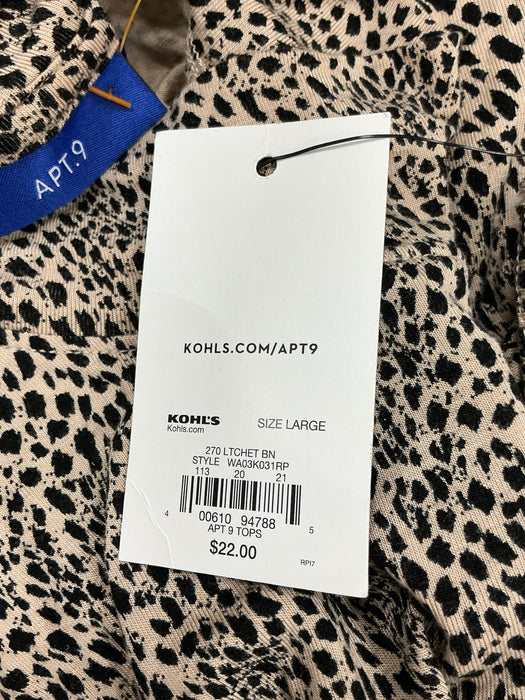 APT.9
KOHLS.COM/APT9
KOHL'S SIZE LARGE
Kohls.com
270 LTCHET BN
STYLE WA03K031RP
113 20 21
4 00610 94788 5
APT 9 TOPS
$22.00
RPI7